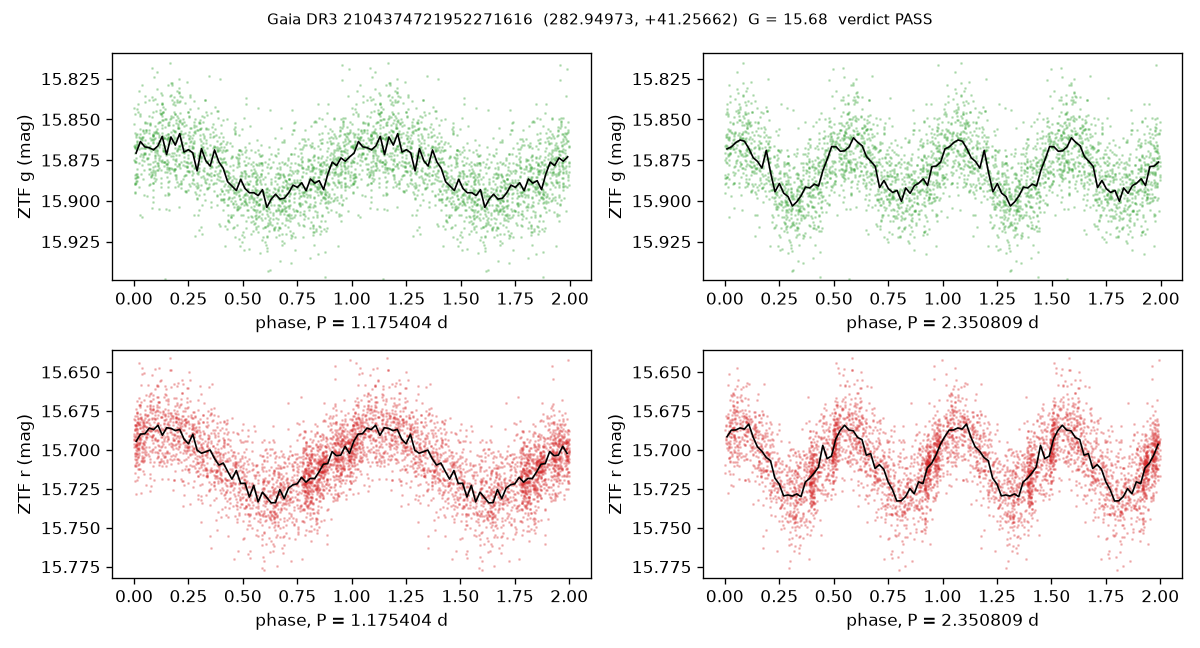 Gaia DR3 2104374721952271616 (282.94973, +41.25662) G = 15.68 verdict PASS
ZTF g (mag)
15.825
15.850
15.875
15.900
15.925
0.00 0.25 0.50 0.75 1.00 1.25 1.50 1.75 2.00
phase, P = 1.175404 d
ZTF g (mag)
15.825
15.850
15.875
15.900
15.925
0.00 0.25 0.50 0.75 1.00 1.25 1.50 1.75 2.00
phase, P = 2.350809 d
ZTF r (mag)
15.650
15.675
15.700
15.725
15.750
15.775
0.00 0.25 0.50 0.75 1.00 1.25 1.50 1.75 2.00
phase, P = 1.175404 d
ZTF r (mag)
15.650
15.675
15.700
15.725
15.750
15.775
0.00 0.25 0.50 0.75 1.00 1.25 1.50 1.75 2.00
phase, P = 2.350809 d